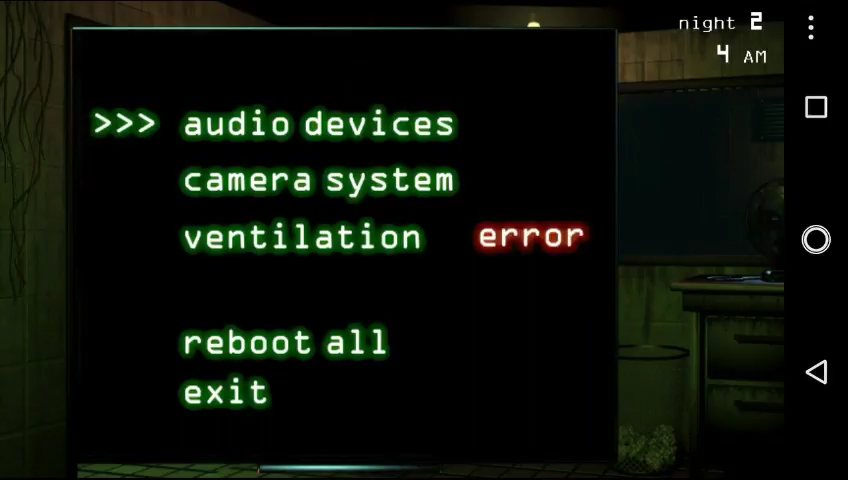 night 2
4 AM
>>> audio devices
camera system
ventilation error
reboot all
exit